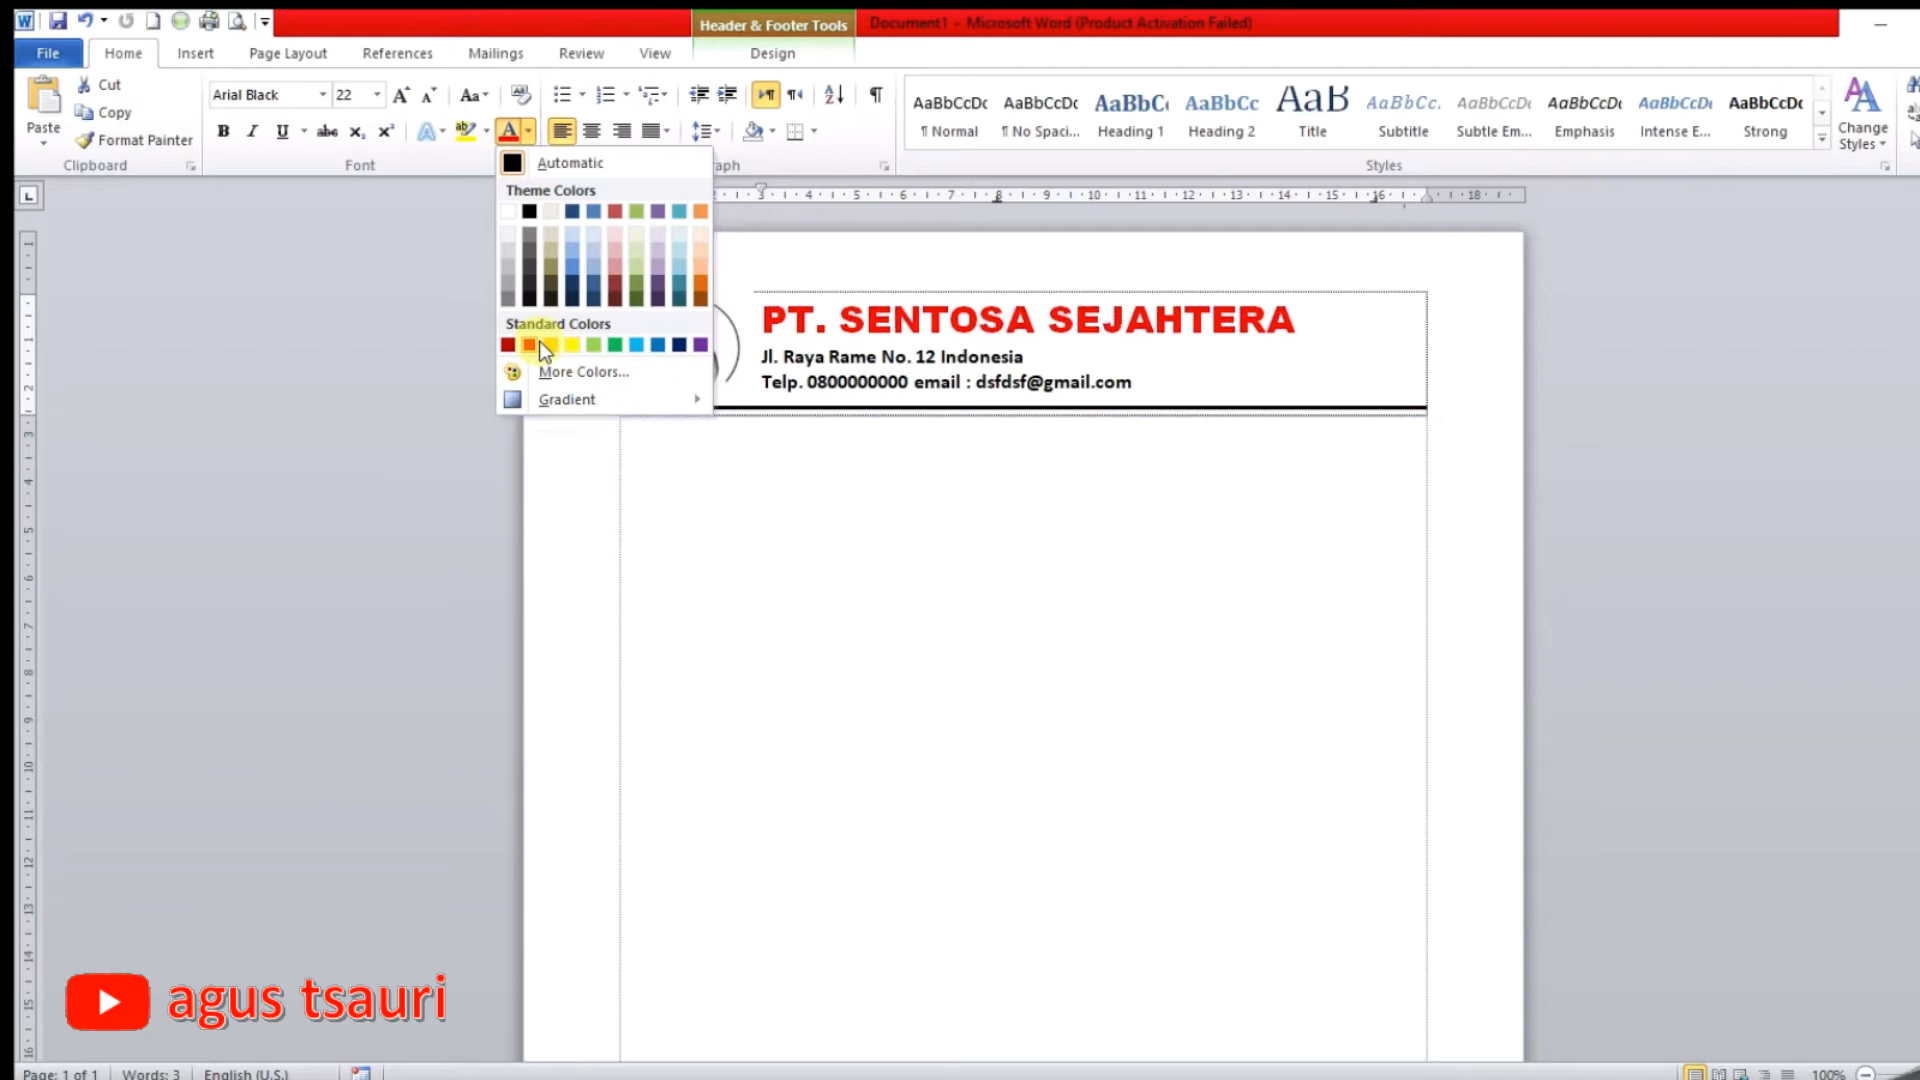 Header & Footer Tools
Document1 - Microsoft Word (Product Activation Failed)
File Home Insert Page Layout References Mailings Review View Design
Cut
Copy
Format Painter
Paste
Clipboard
Arial Black 22
Font
AaBbCcDc AaBbCcDc AaBbC AaBbCc AaB AaBbCc. AaBbCcDc AaBbCcDc AaBbCcDc AaBbCcDc
¶ Normal ¶ No Spaci... Heading 1 Heading 2 Title Subtitle Subtle Em... Emphasis Intense E... Strong
Change
Styles
Styles
Automatic
Theme Colors
Standard Colors
More Colors...
Gradient
PT. SENTOSA SEJAHTERA
Jl. Raya Rame No. 12 Indonesia
Telp. 0800000000 email : dsfdsf@gmail.com
agus tsauri
Page: 1 of 1 Words: 3 English (U.S.) 100%